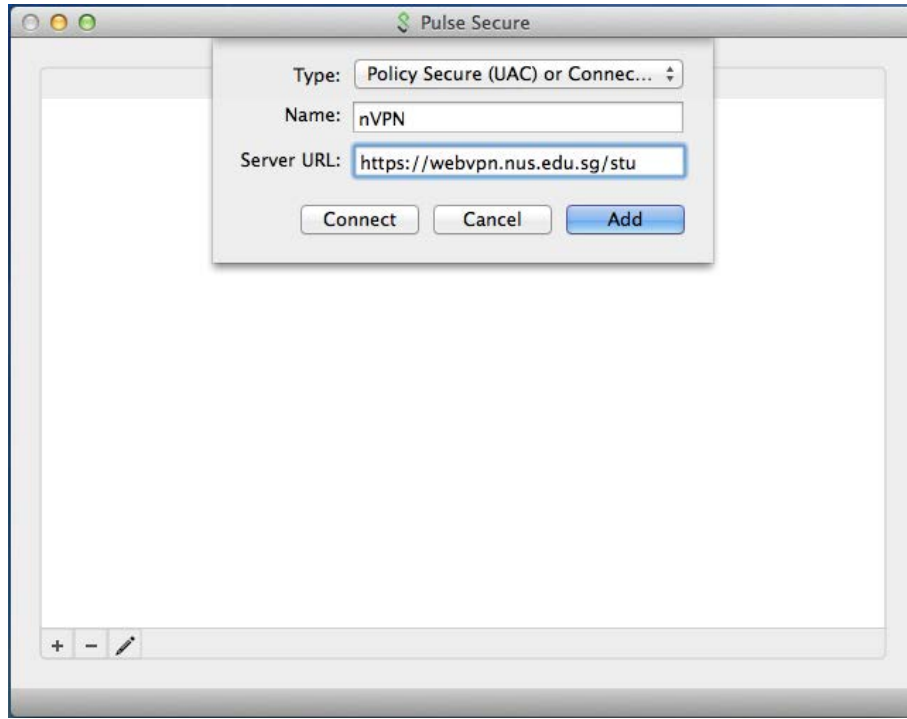 Pulse Secure
Type: Policy Secure (UAC) or Connec...
Name: nVPN
Server URL: https://webvpn.nus.edu.sg/stu
Connect Cancel Add
+ −